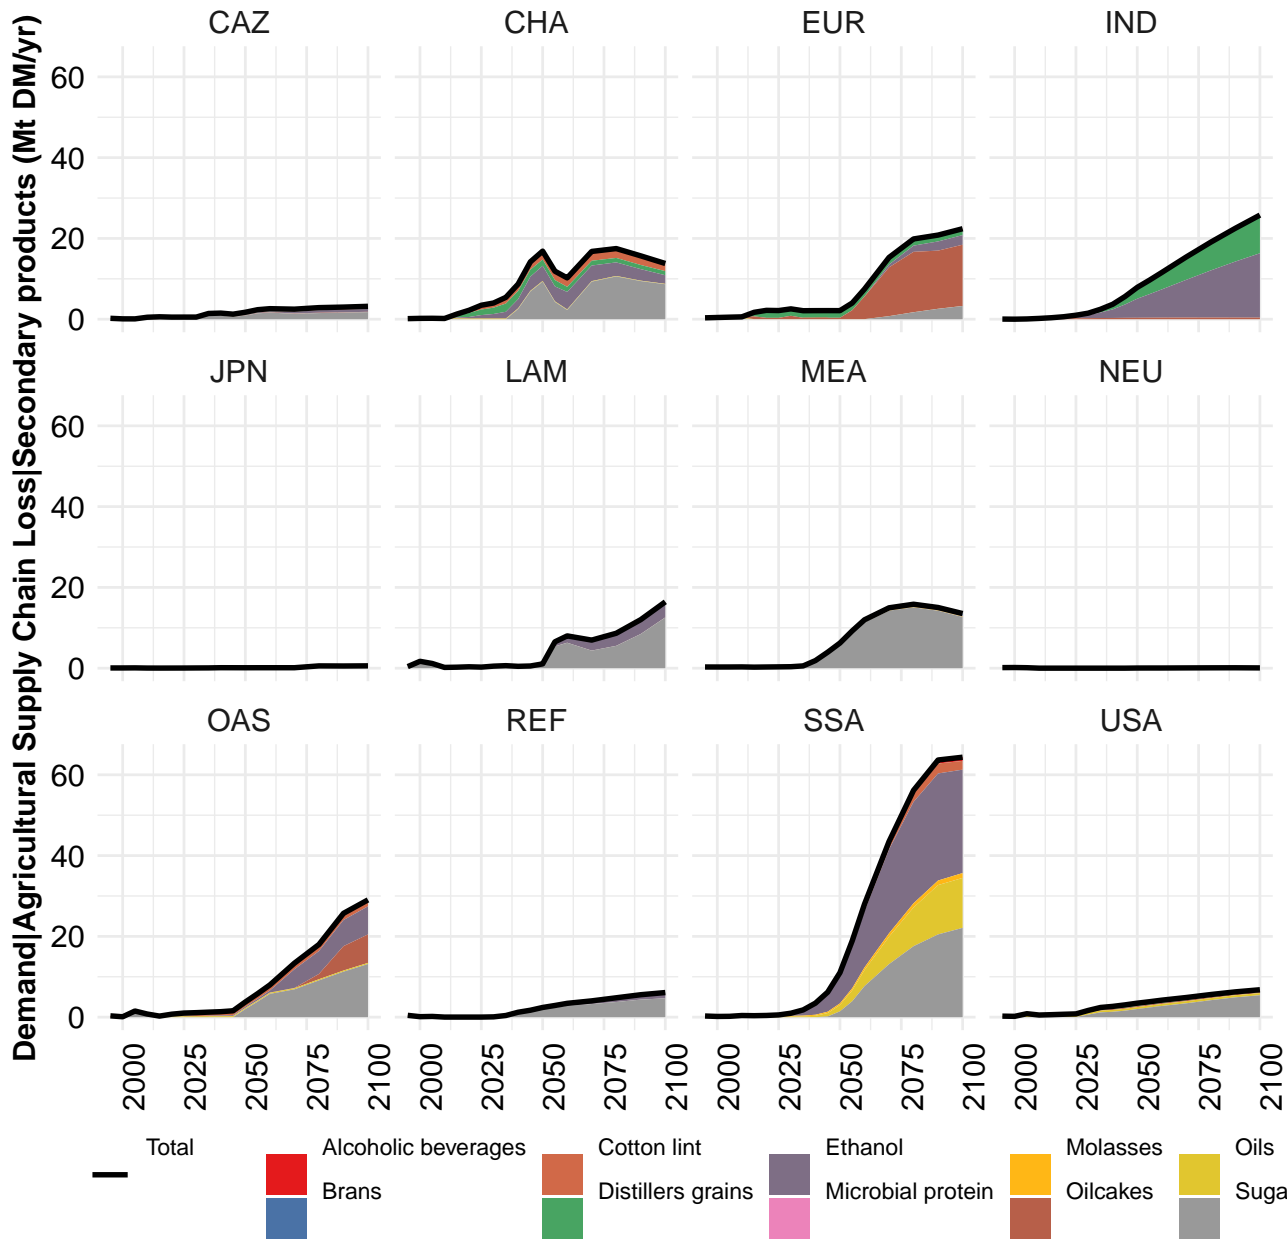 Demand|Agricultural Supply Chain Loss|Secondary products (Mt DM/yr)
CAZ CHA EUR IND
60
40
20
0
JPN LAM MEA NEU
60
40
20
0
OAS REF SSA USA
60
40
20
0
2000 2025 2050 2075 2100 2000 2025 2050 2075 2100 2000 2025 2050 2075 2100 2000 2025 2050 2075 2100
Total Alcoholic beverages Cotton lint Ethanol Molasses Oils
Brans Distillers grains Microbial protein Oilcakes Suga